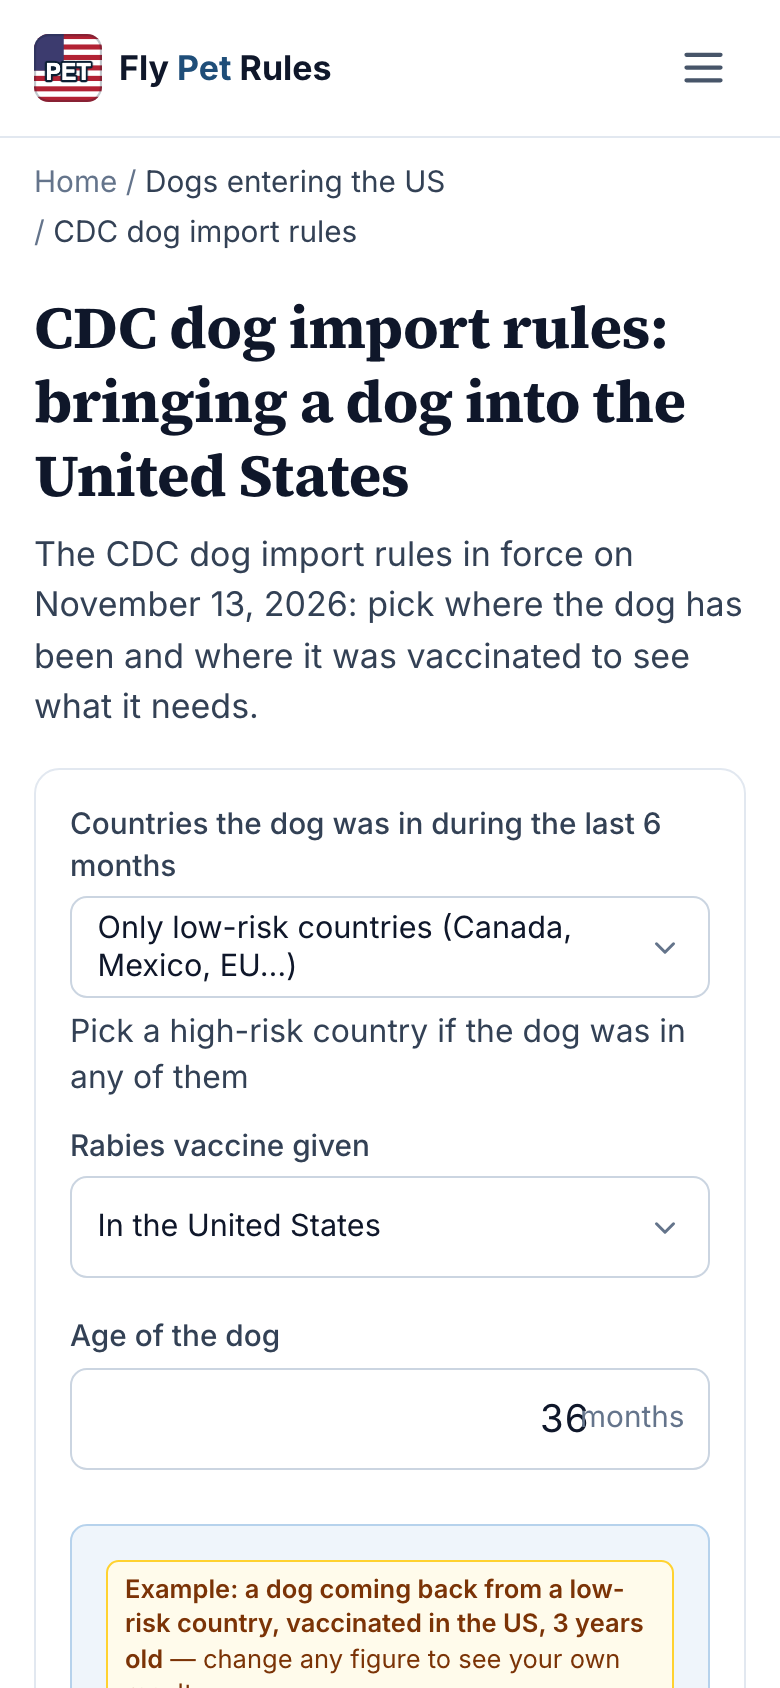 PET
Fly Pet Rules
Home / Dogs entering the US
/ CDC dog import rules
CDC dog import rules:
bringing a dog into the
United States
The CDC dog import rules in force on
November 13, 2026: pick where the dog has
been and where it was vaccinated to see
what it needs.
Countries the dog was in during the last 6
months
Only low-risk countries (Canada,
Mexico, EU...)
Pick a high-risk country if the dog was in
any of them
Rabies vaccine given
In the United States
Age of the dog
36 months
Example: a dog coming back from a low-
risk country, vaccinated in the US, 3 years
old — change any figure to see your own